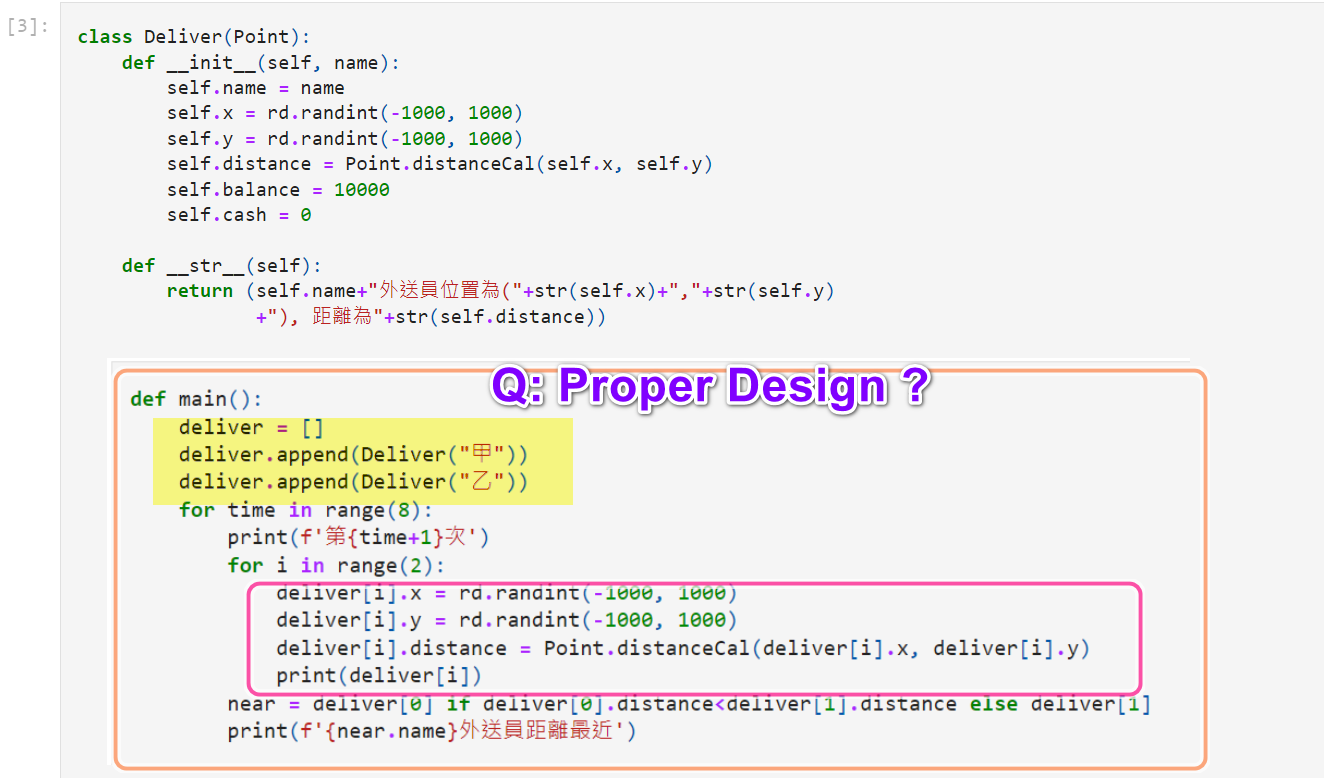 [3]:
class Deliver(Point):
    def __init__(self, name):
        self.name = name
        self.x = rd.randint(-1000, 1000)
        self.y = rd.randint(-1000, 1000)
        self.distance = Point.distanceCal(self.x, self.y)
        self.balance = 10000
        self.cash = 0
    def __str__(self):
        return (self.name+"外送員位置為("+str(self.x)+","+str(self.y)
                +"), 距離為"+str(self.distance))
Q: Proper Design ?
def main():
    deliver = []
    deliver.append(Deliver("甲"))
    deliver.append(Deliver("乙"))
    for time in range(8):
        print(f'第{time+1}次')
        for i in range(2):
            deliver[i].x = rd.randint(-1000, 1000)
            deliver[i].y = rd.randint(-1000, 1000)
            deliver[i].distance = Point.distanceCal(deliver[i].x, deliver[i].y)
            print(deliver[i])
        near = deliver[0] if deliver[0].distance<deliver[1].distance else deliver[1]
        print(f'{near.name}外送員距離最近')